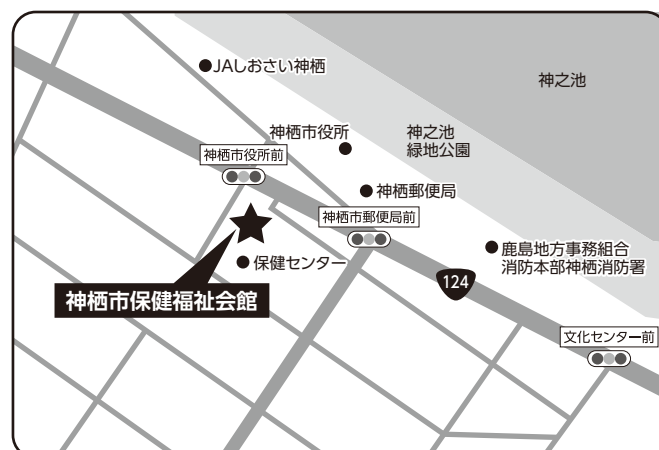 JAしおさい神栖
神之池
神栖市役所
神之池
緑地公園
神栖市役所前
神栖郵便局
神栖市郵便局前
鹿島地方事務組合
消防本部神栖消防署
保健センター
124
神栖市保健福祉会館
文化センター前